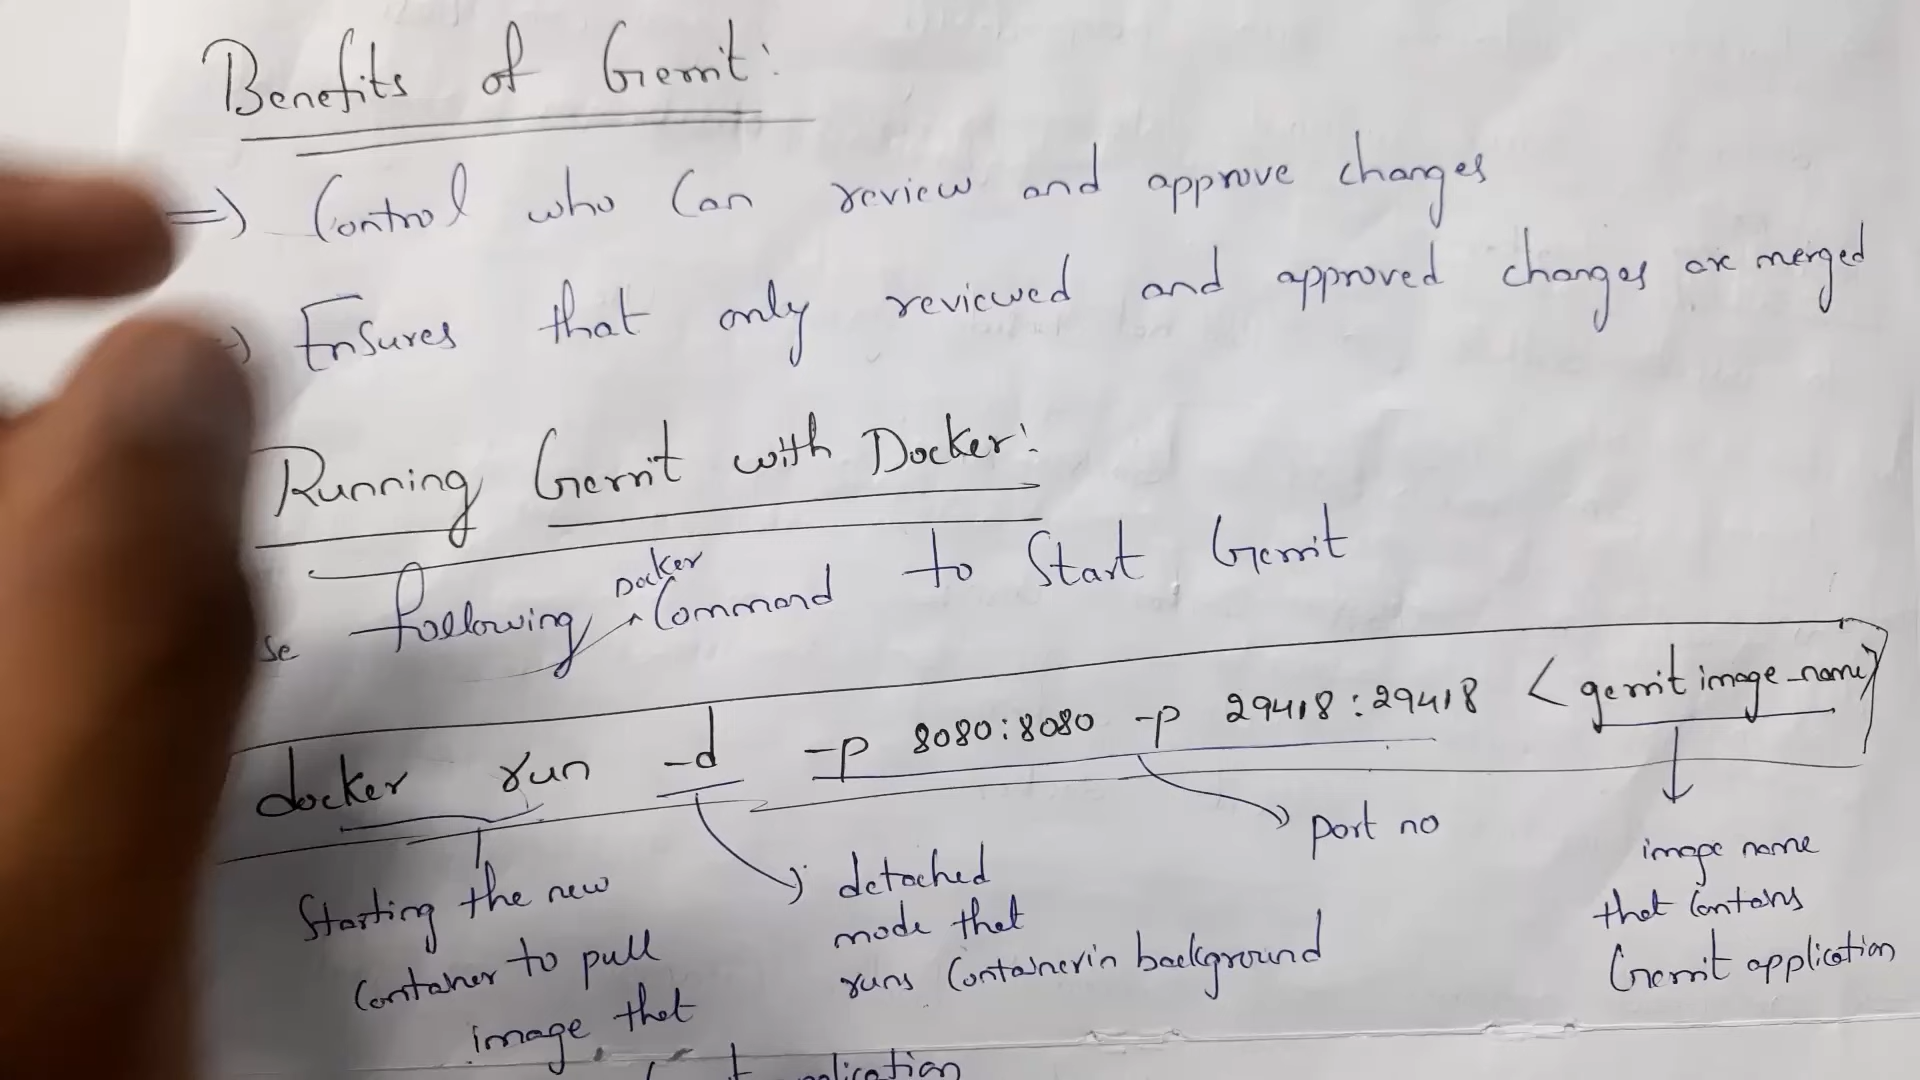 Benefits of Gerrit:
=> Control who Can review and approve changes
Ensures that only reviewed and approved changes are merged
Running Gerrit with Docker:
following Docker Command to Start Gerrit
docker run -d -p 8080:8080 -p 29418:29418 <gerrit image_name>
Starting the new
Container to pull
image that
detached
mode that
runs Container in background
port no
image name
that Contains
Gerrit application